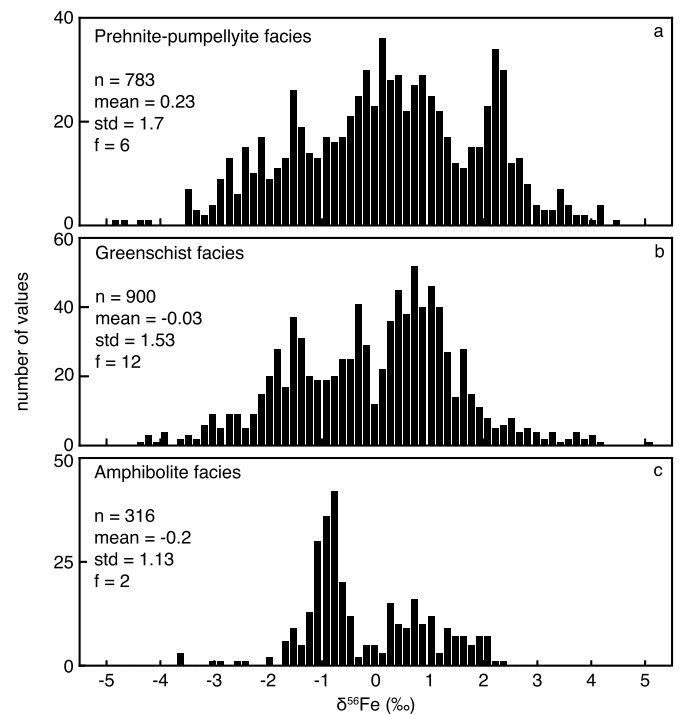 40
Prehnite-pumpellyite facies
a
n = 783
mean = 0.23
std = 1.7
f = 6
20
0
60
Greenschist facies
b
n = 900
mean = -0.03
std = 1.53
f = 12
40
20
0
number of values
50
Amphibolite facies
c
n = 316
mean = -0.2
std = 1.13
f = 2
25
0
-5 -4 -3 -2 -1 0 1 2 3 4 5
δ⁵⁶Fe (‰)